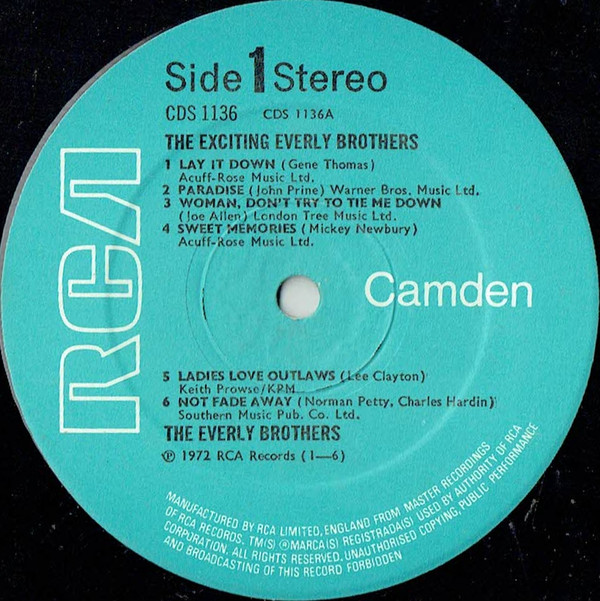 Side 1 Stereo
CDS 1136 CDS 1136A
THE EXCITING EVERLY BROTHERS
1 LAY IT DOWN (Gene Thomas)
Acuff-Rose Music Ltd.
2 PARADISE (John Prine) Warner Bros. Music Ltd.
3 WOMAN, DON'T TRY TO TIE ME DOWN
(Joe Allen) London Tree Music Ltd.
4 SWEET MEMORIES (Mickey Newbury)
Acuff-Rose Music Ltd.
RCA
Camden
5 LADIES LOVE OUTLAWS (Lee Clayton)
Keith Prowse/KPM
6 NOT FADE AWAY (Norman Petty, Charles Hardin)
Southern Music Pub. Co. Ltd.
THE EVERLY BROTHERS
℗ 1972 RCA Records (1—6)
MANUFACTURED BY RCA LIMITED, ENGLAND FROM MASTER RECORDINGS
OF RCA RECORDS. TM(S) ® MARCA(S) REGISTRADA(S) USED BY AUTHORITY OF RCA
CORPORATION. ALL RIGHTS RESERVED. UNAUTHORISED COPYING, PUBLIC PERFORMANCE
AND BROADCASTING OF THIS RECORD FORBIDDEN